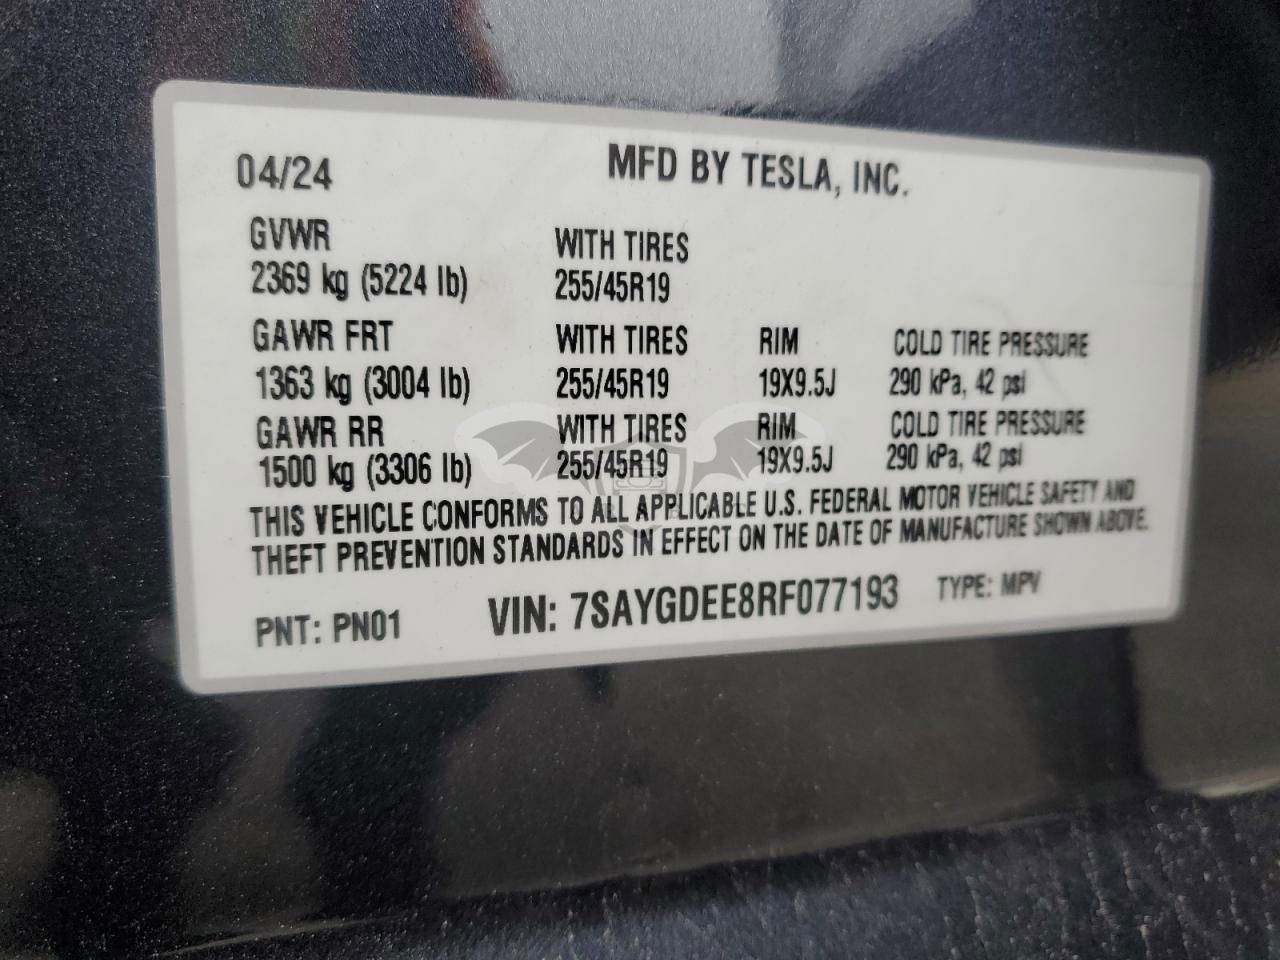 04/24 MFD BY TESLA, INC.
GVWR WITH TIRES
2369 kg (5224 lb) 255/45R19
GAWR FRT WITH TIRES RIM COLD TIRE PRESSURE
1363 kg (3004 lb) 255/45R19 19X9.5J 290 kPa, 42 psi
GAWR RR WITH TIRES RIM COLD TIRE PRESSURE
1500 kg (3306 lb) 255/45R19 19X9.5J 290 kPa, 42 psi
THIS VEHICLE CONFORMS TO ALL APPLICABLE U.S. FEDERAL MOTOR VEHICLE SAFETY AND
THEFT PREVENTION STANDARDS IN EFFECT ON THE DATE OF MANUFACTURE SHOWN ABOVE.
PNT: PN01 VIN: 7SAYGDEE8RF077193 TYPE: MPV